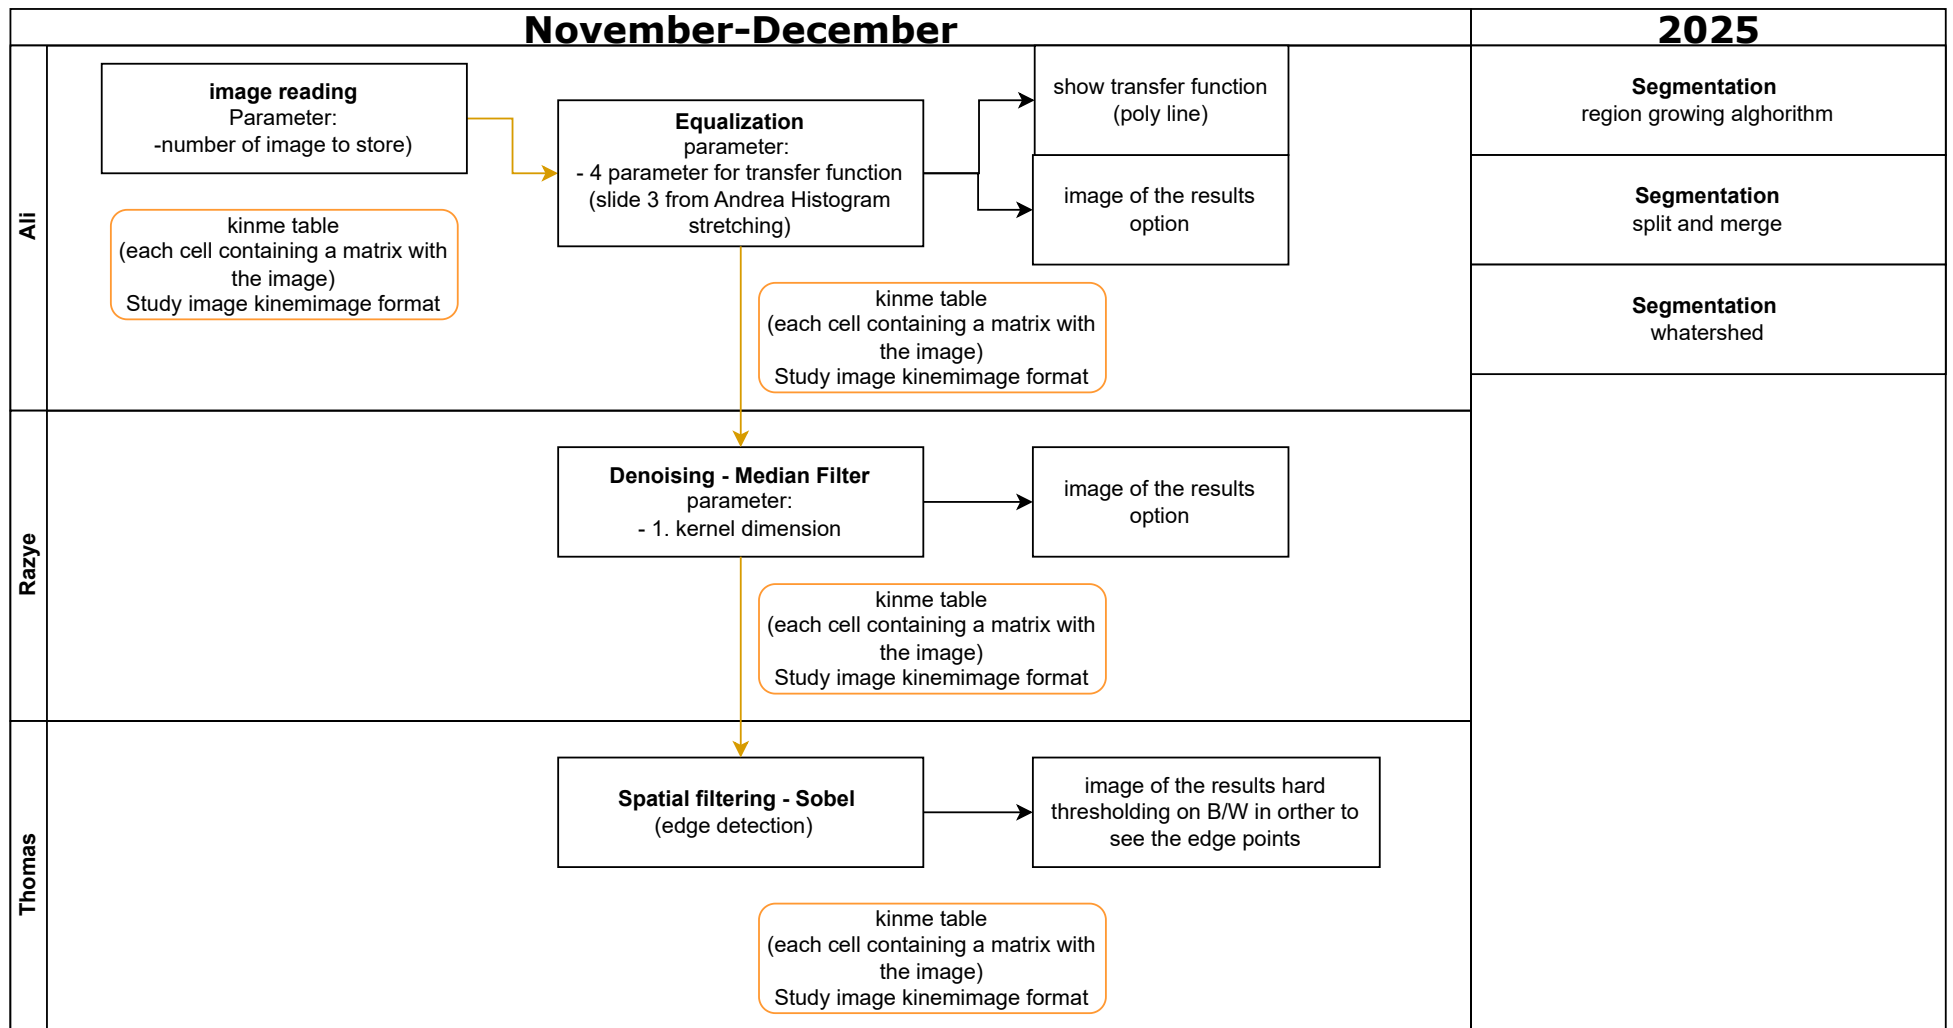 November-December
2025
Ali
image reading
Parameter:
-number of image to store)
kinme table
(each cell containing a matrix with
the image)
Study image kinemimage format
Equalization
parameter:
- 4 parameter for transfer function
(slide 3 from Andrea Histogram
stretching)
show transfer function
(poly line)
image of the results
option
kinme table
(each cell containing a matrix with
the image)
Study image kinemimage format
Segmentation
region growing alghorithm
Segmentation
split and merge
Segmentation
whatershed
Razye
Denoising - Median Filter
parameter:
- 1. kernel dimension
image of the results
option
kinme table
(each cell containing a matrix with
the image)
Study image kinemimage format
Thomas
Spatial filtering - Sobel
(edge detection)
image of the results hard
thresholding on B/W in orther to
see the edge points
kinme table
(each cell containing a matrix with
the image)
Study image kinemimage format